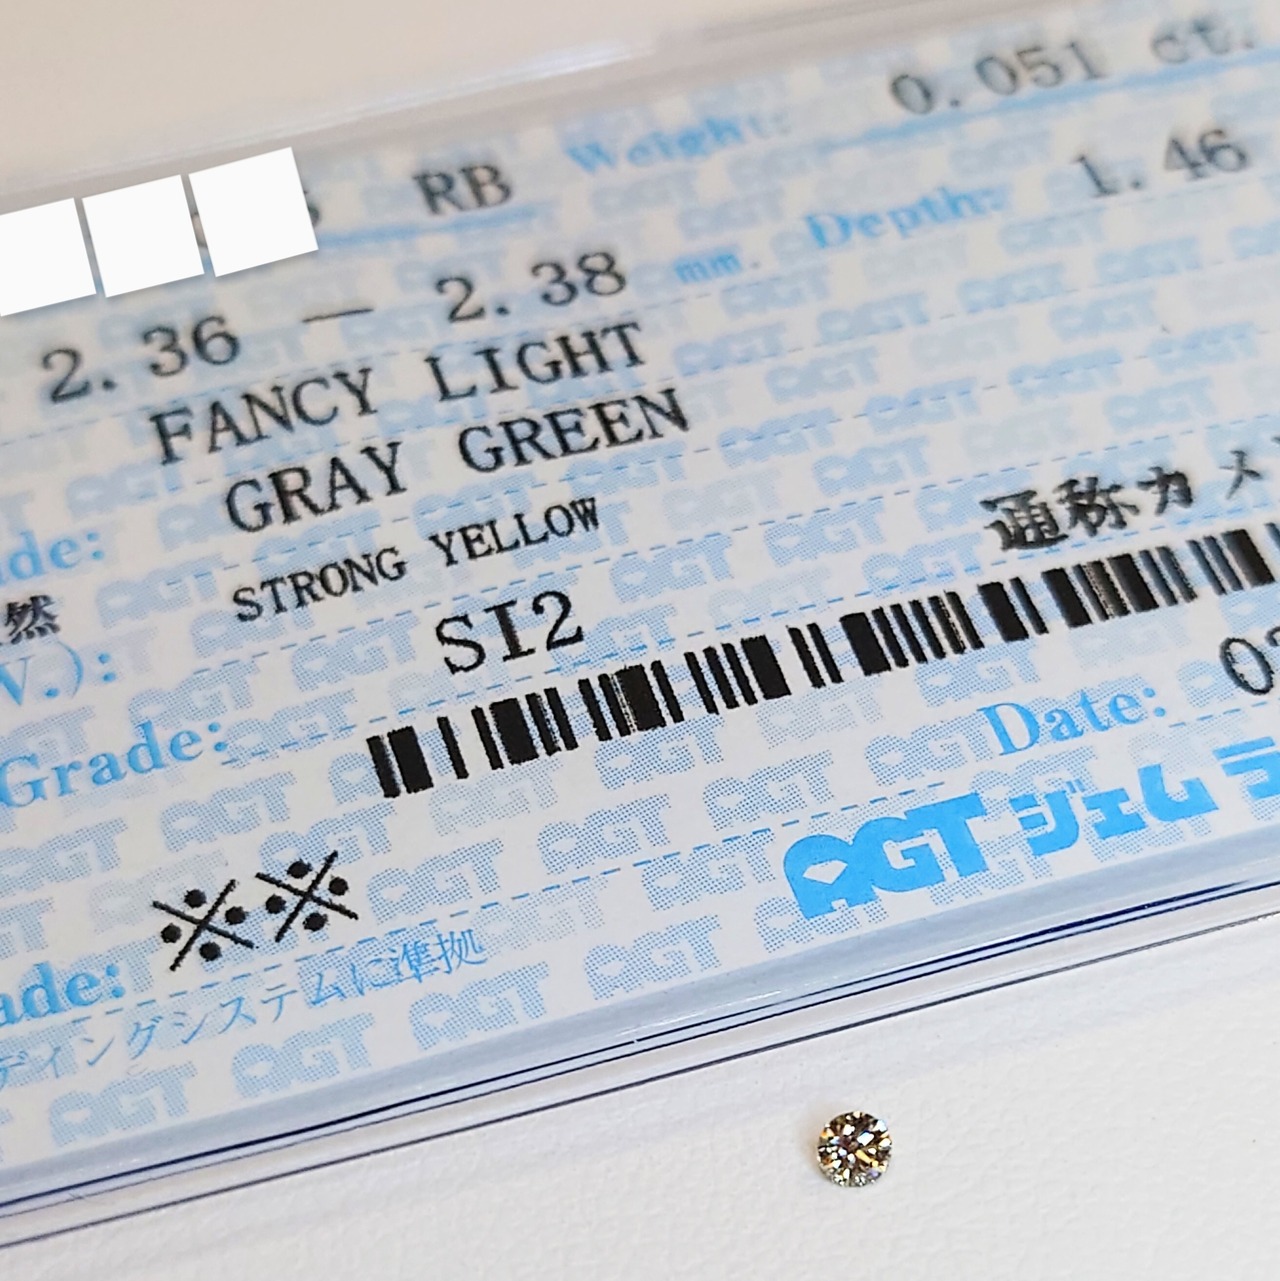 RB Weight: 0.051 ct.
2.36 — 2.38 mm. Depth: 1.46
FANCY LIGHT
GRAY GREEN
ade:
然 STRONG YELLOW 通称カメ
V.):
SI2
Grade:
Date: 02
AGT ジェム
ade: ※※
ディングシステムに準拠